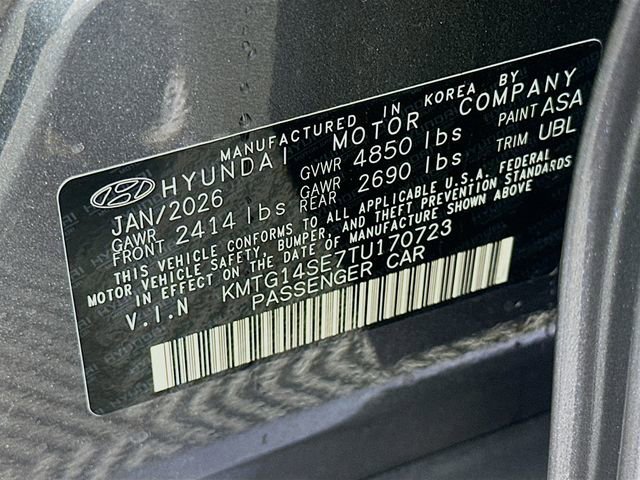 MANUFACTURED IN KOREA BY
HYUNDAI MOTOR COMPANY
JAN/2026 GVWR 4850 lbs PAINT ASA
GAWR FRONT 2414 lbs GAWR REAR 2690 lbs TRIM UBL
THIS VEHICLE CONFORMS TO ALL APPLICABLE U.S.A. FEDERAL
MOTOR VEHICLE SAFETY, BUMPER, AND THEFT PREVENTION STANDARDS
IN EFFECT ON THE DATE OF MANUFACTURE SHOWN ABOVE
V.I.N KMTG14SE7TU170723
PASSENGER CAR